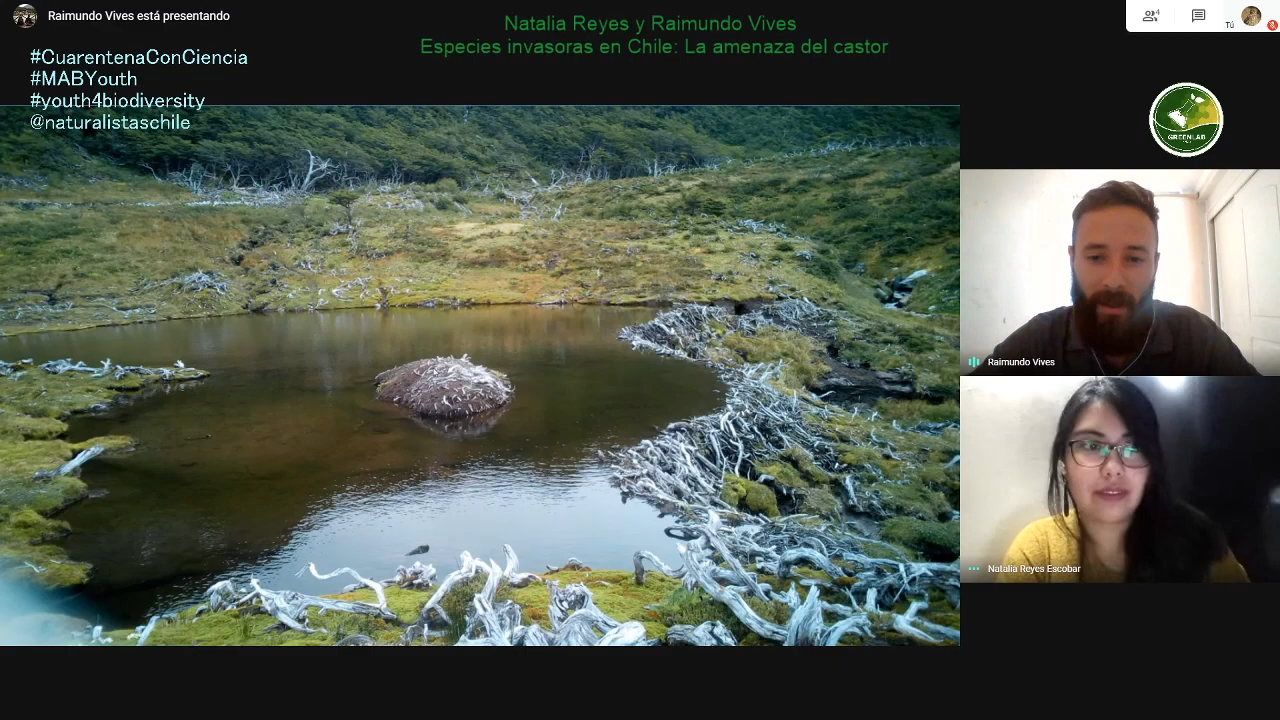 Raimundo Vives está presentando
Natalia Reyes y Raimundo Vives
Especies invasoras en Chile: La amenaza del castor
4
Tú
#CuarentenaConCiencia
#MABYouth
#youth4biodiversity
@naturalistaschile
GREENLAB
Raimundo Vives
Natalia Reyes Escobar